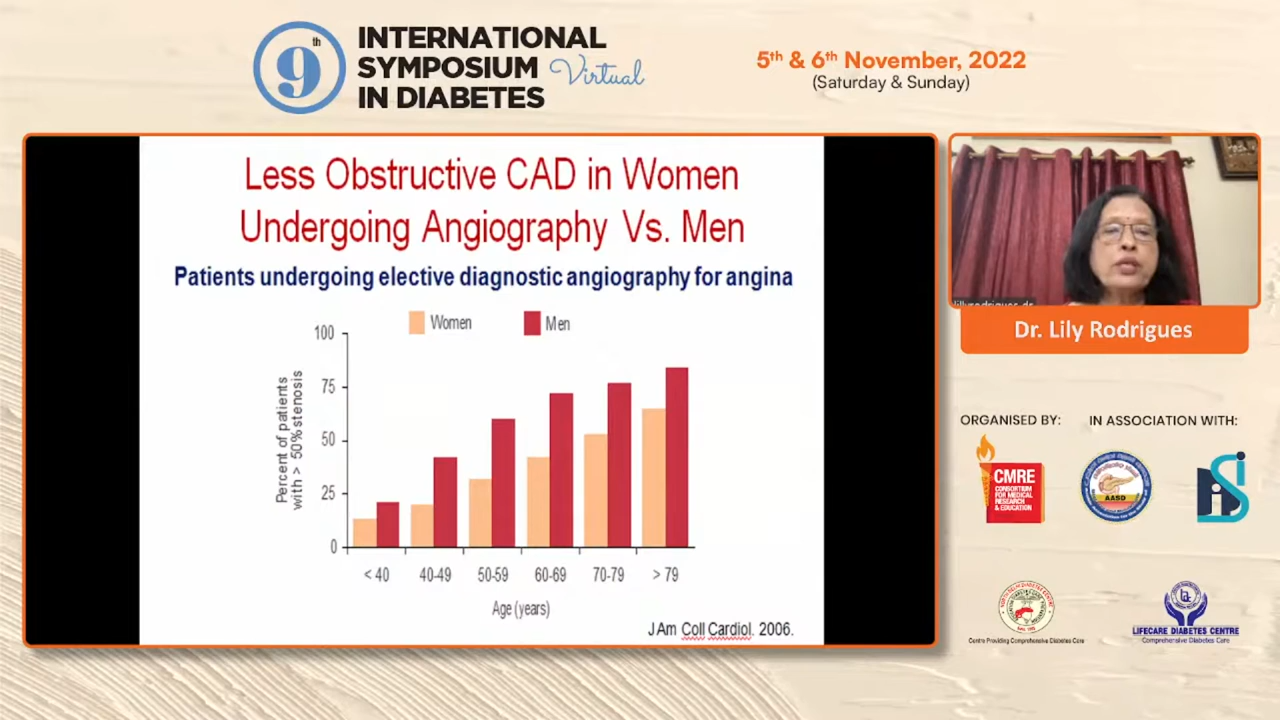 9th
INTERNATIONAL
SYMPOSIUM Virtual
IN DIABETES
5th & 6th November, 2022
(Saturday & Sunday)
Less Obstructive CAD in Women
Undergoing Angiography Vs. Men
Patients undergoing elective diagnostic angiography for angina
Women
Men
Percent of patients
with > 50% stenosis
100
75
50
25
0
< 40
40-49
50-59
60-69
70-79
> 79
Age (years)
J Am Coll Cardiol. 2006.
Dr. Lily Rodrigues
ORGANISED BY:
IN ASSOCIATION WITH:
CMRE
CONSORTIUM
FOR MEDICAL
RESEARCH
& EDUCATION
AASD
Centre Providing Comprehensive Diabetes Care
LIFECARE DIABETES CENTRE
Comprehensive Diabetes Care